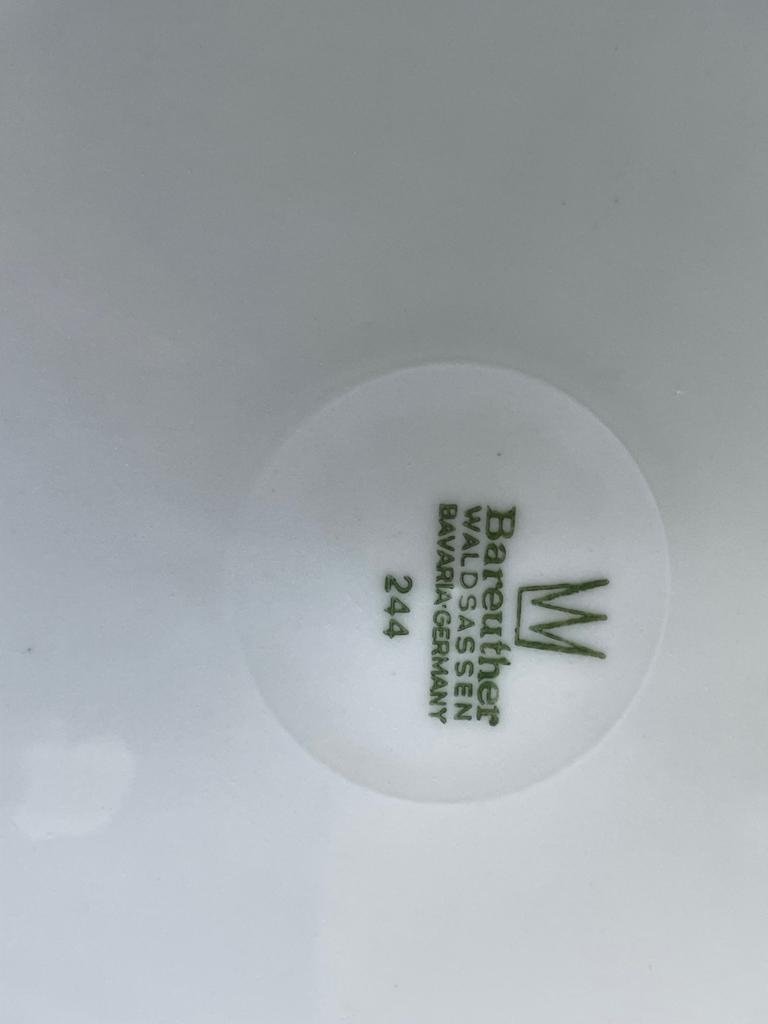 Bareuther
WALDSASSEN
BAVARIA·GERMANY
244